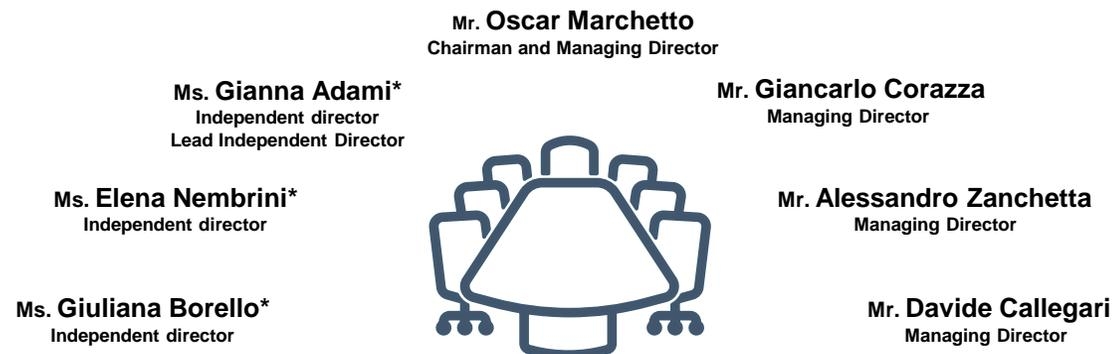 Mr. Oscar Marchetto
Chairman and Managing Director
Ms. Gianna Adami*
Independent director
Lead Independent Director
Mr. Giancarlo Corazza
Managing Director
Ms. Elena Nembrini*
Independent director
Mr. Alessandro Zanchetta
Managing Director
Ms. Giuliana Borello*
Independent director
Mr. Davide Callegari
Managing Director